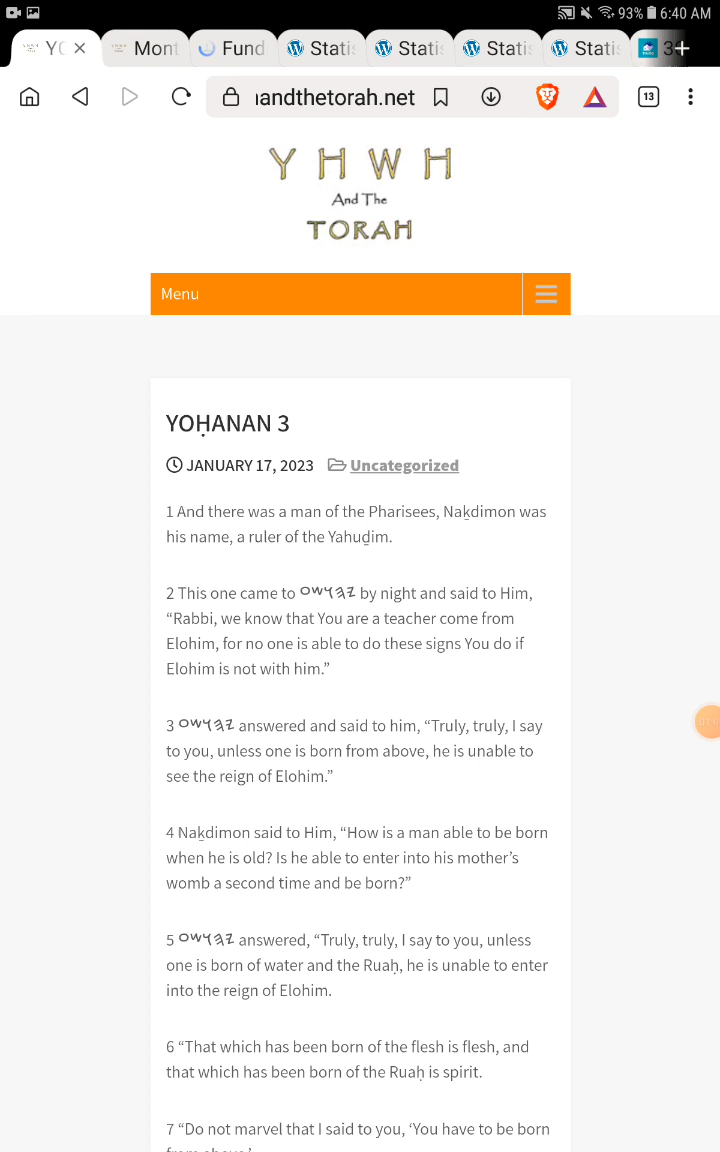 93% 6:40 AM
Mont Fund Statis Statis Statis Statis 3
andthetorah.net 13
YHWH
And The
TORAH
Menu
YOḤANAN 3
JANUARY 17, 2023 Uncategorized
1 And there was a man of the Pharisees, Naḵdimon was
his name, a ruler of the Yahuḏim.
2 This one came to 𐤉𐤄𐤅𐤔𐤏 by night and said to Him,
“Rabbi, we know that You are a teacher come from
Elohim, for no one is able to do these signs You do if
Elohim is not with him.”
3 𐤉𐤄𐤅𐤔𐤏 answered and said to him, “Truly, truly, I say
to you, unless one is born from above, he is unable to
see the reign of Elohim.”
4 Naḵdimon said to Him, “How is a man able to be born
when he is old? Is he able to enter into his mother’s
womb a second time and be born?”
5 𐤉𐤄𐤅𐤔𐤏 answered, “Truly, truly, I say to you, unless
one is born of water and the Ruaḥ, he is unable to enter
into the reign of Elohim.
6 “That which has been born of the flesh is flesh, and
that which has been born of the Ruaḥ is spirit.
7 “Do not marvel that I said to you, ‘You have to be born